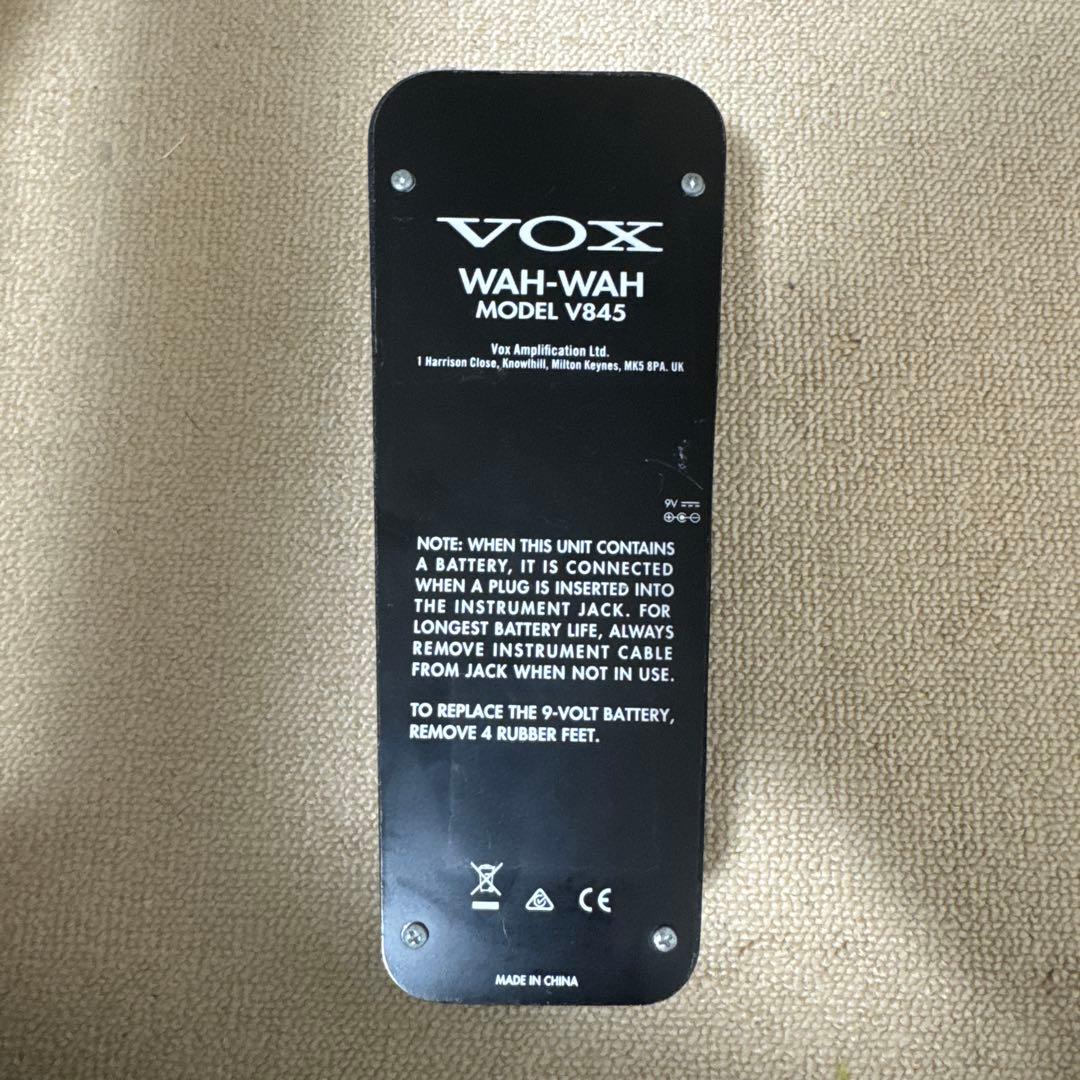 VOX
WAH-WAH
MODEL V845
Vox Amplification Ltd.
1 Harrison Close, Knowlhill, Milton Keynes, MK5 8PA. UK
9V
NOTE: WHEN THIS UNIT CONTAINS
A BATTERY, IT IS CONNECTED
WHEN A PLUG IS INSERTED INTO
THE INSTRUMENT JACK. FOR
LONGEST BATTERY LIFE, ALWAYS
REMOVE INSTRUMENT CABLE
FROM JACK WHEN NOT IN USE.
TO REPLACE THE 9-VOLT BATTERY,
REMOVE 4 RUBBER FEET.
CE
MADE IN CHINA